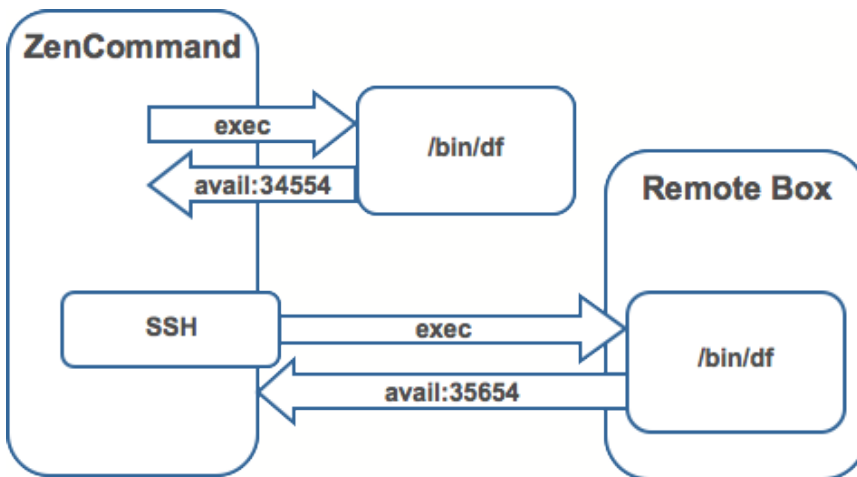 ZenCommand
exec
/bin/df
avail:34554
Remote Box
SSH
exec
/bin/df
avail:35654